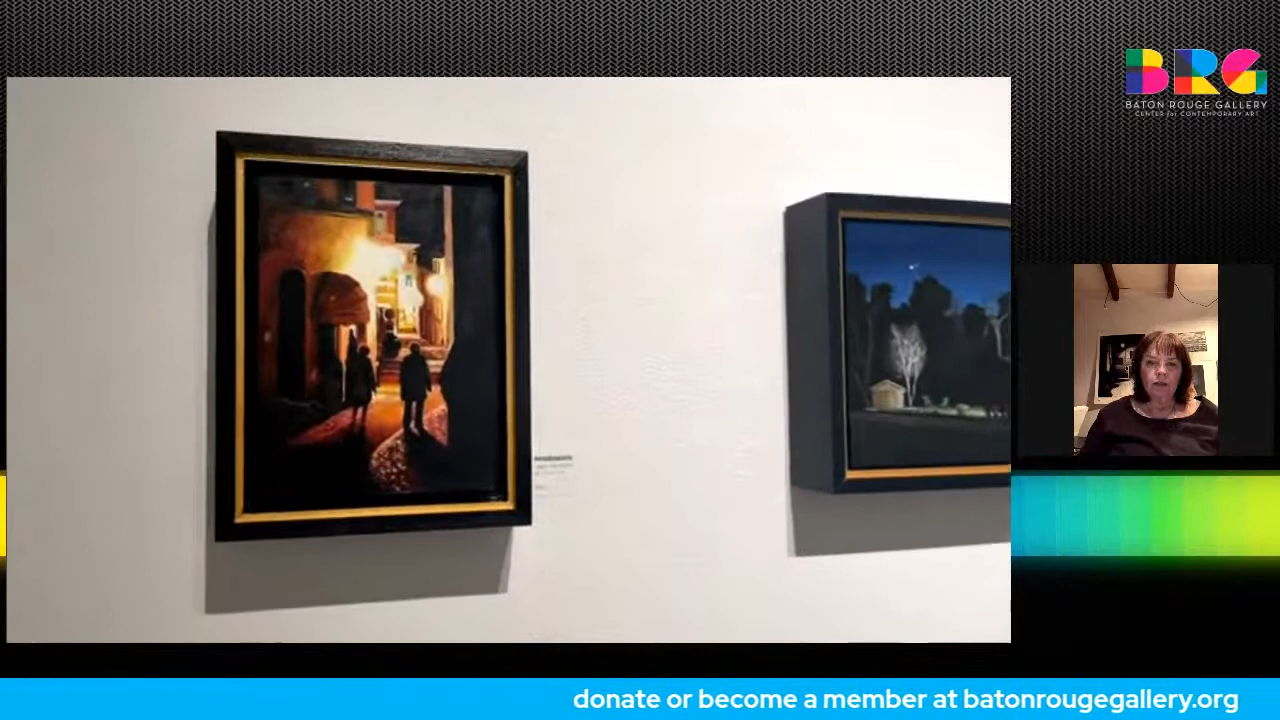 BRG
BATON ROUGE GALLERY
CENTER for CONTEMPORARY ART
donate or become a member at batonrougegallery.org